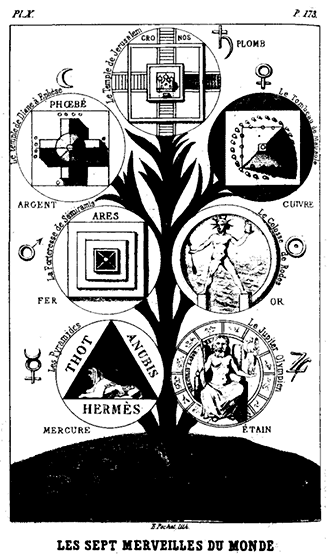 Pl.X.
P. 173.
Le Temple de Jerusalem
CRO NOS
PLOMB
Le Temple de Diane à Ephèse
PHŒBÉ
ARGENT
Le Tombeau de Mausole
CUIVRE
La Forteresse de Sémiramis
ARES
FER
Le Colosse de Rodes
OR
Les Pyramides
THOT
ANUBIS
HERMÈS
MERCURE
Le Jupiter Olympien
ÉTAIN
lith.
LES SEPT MERVEILLES DU MONDE